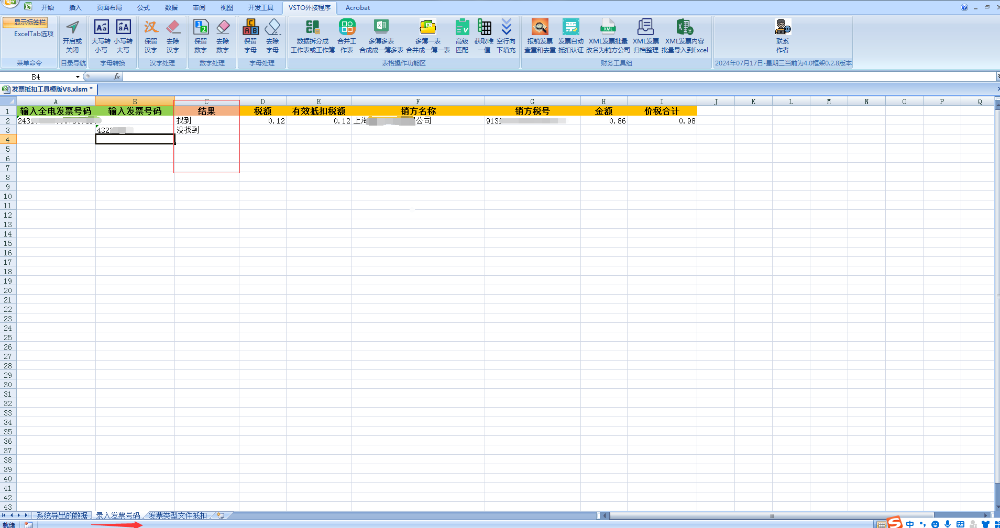 开始 插入 页面布局 公式 数据 审阅 视图 开发工具 VSTO外接程序 Acrobat
显示标签栏
ExcelTab选项
开启或 大写转 小写转 保留 去除 保留 去除 保留 去除 数据拆分成 合并工 多簿多表 多簿一表 高级 获取唯 空行向 报销发票 发票自动 XML发票批量 XML发票 XML发票内容 联系
关闭 小写 大写 汉字 汉字 数字 数字 字母 字母 工作表或工作簿 作表 合成成一簿多表 合并成一簿一表 匹配 一值 下填充 查重和去重 抵扣认证 改名为销方公司 归档整理 批量导入到Excel 作者
菜单命令 目录导航 字母转换 汉字处理 数字处理 字母处理 表格操作功能区 财务工具组 2024年07月17日-星期三当前为4.0框架0.2.8版本
B4 fx
发票抵扣工具模版V8.xlsm *
A B C D E F G H I J K L M N O P Q
1 输入全电发票号码 输入发票号码 结果 税额 有效抵扣税额 销方名称 销方税号 金额 价税合计
2 找到 0.12 0.12 上海 公司 0.86 0.98
3 没找到
4
5
6
7
8
9
10
11
12
13
14
15
16
17
18
19
20
21
22
23
24
25
26
27
28
29
30
31
32
33
34
35
36
37
38
39
40
41
42
43
系统导出的数据 录入发票号码 发票类型文件抵扣
就绪 中